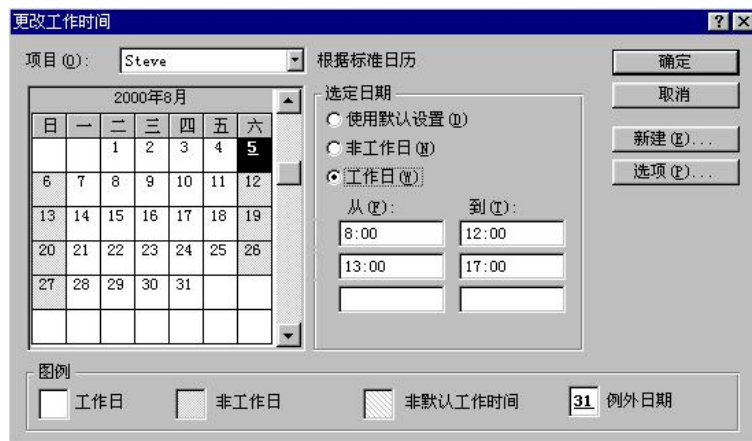 更改工作时间
项目(O): Steve 根据标准日历 确定
2000年8月 选定日期 取消
日 一 二 三 四 五 六 使用默认设置(D)
1 2 3 4 5 非工作日(N) 新建(E)...
6 7 8 9 10 11 12 工作日(W) 选项(P)...
13 14 15 16 17 18 19 从(F): 到(T):
8:00 12:00
20 21 22 23 24 25 26 13:00 17:00
27 28 29 30 31
图例
工作日 非工作日 非默认工作时间 31 例外日期